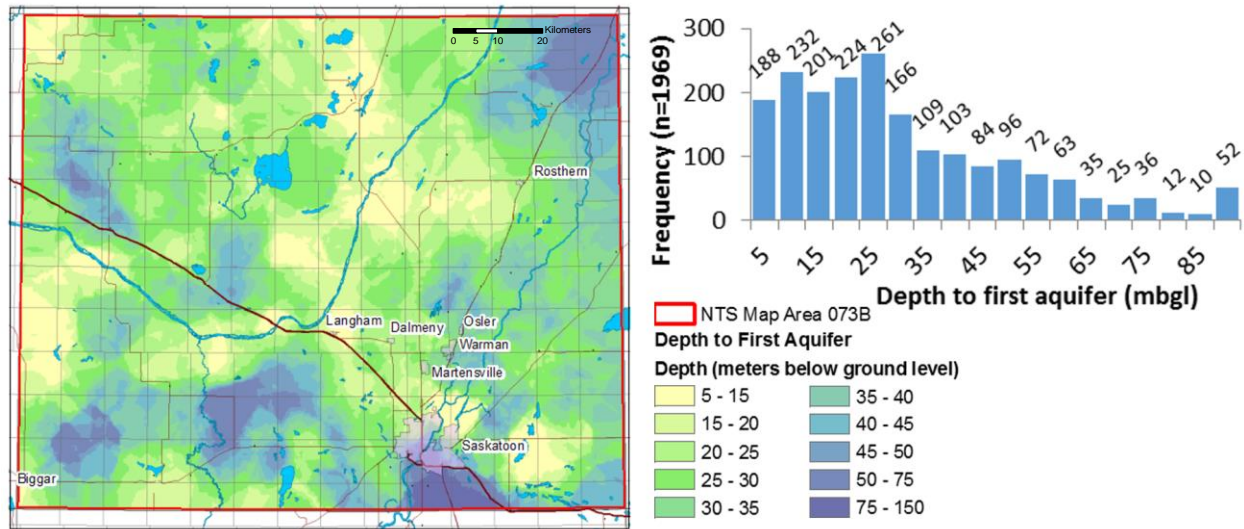 Kilometers
0 5 10 20
Rosthern
Langham
Dalmeny
Osler
Warman
Martensville
Saskatoon
Biggar
Frequency (n=1969)
300
200
100
0
188
232
201
224
261
166
109
103
84
96
72
63
35
25
36
12
10
52
5 15 25 35 45 55 65 75 85
Depth to first aquifer (mbgl)
NTS Map Area 073B
Depth to First Aquifer
Depth (meters below ground level)
5 - 15
15 - 20
20 - 25
25 - 30
30 - 35
35 - 40
40 - 45
45 - 50
50 - 75
75 - 150